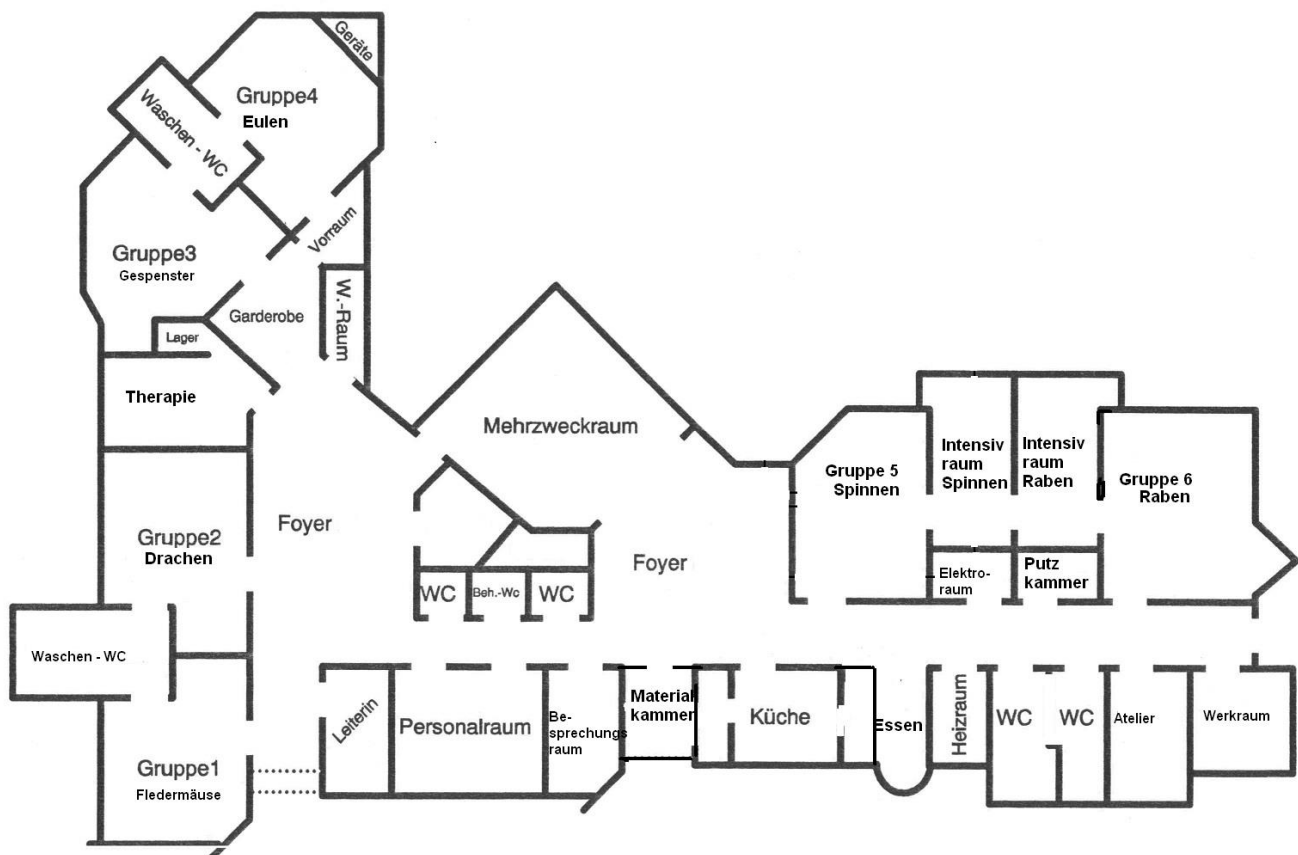 Geräte
Gruppe4
Eulen
Waschen - WC
Vorraum
Gruppe3
Gespenster
Garderobe
W.-Raum
Lager
Therapie
Mehrzweckraum
Gruppe 5
Spinnen
Intensiv
raum
Spinnen
Intensiv
raum
Raben
Gruppe 6
Raben
Gruppe2
Drachen
Foyer
Foyer
WC
Beh.-Wc
WC
Elektro-
raum
Putz
kammer
Waschen - WC
Leiterin
Personalraum
Be-
sprechungs
raum
Material
kammer
Küche
Essen
Heizraum
WC
WC
Atelier
Werkraum
Gruppe1
Fledermäuse